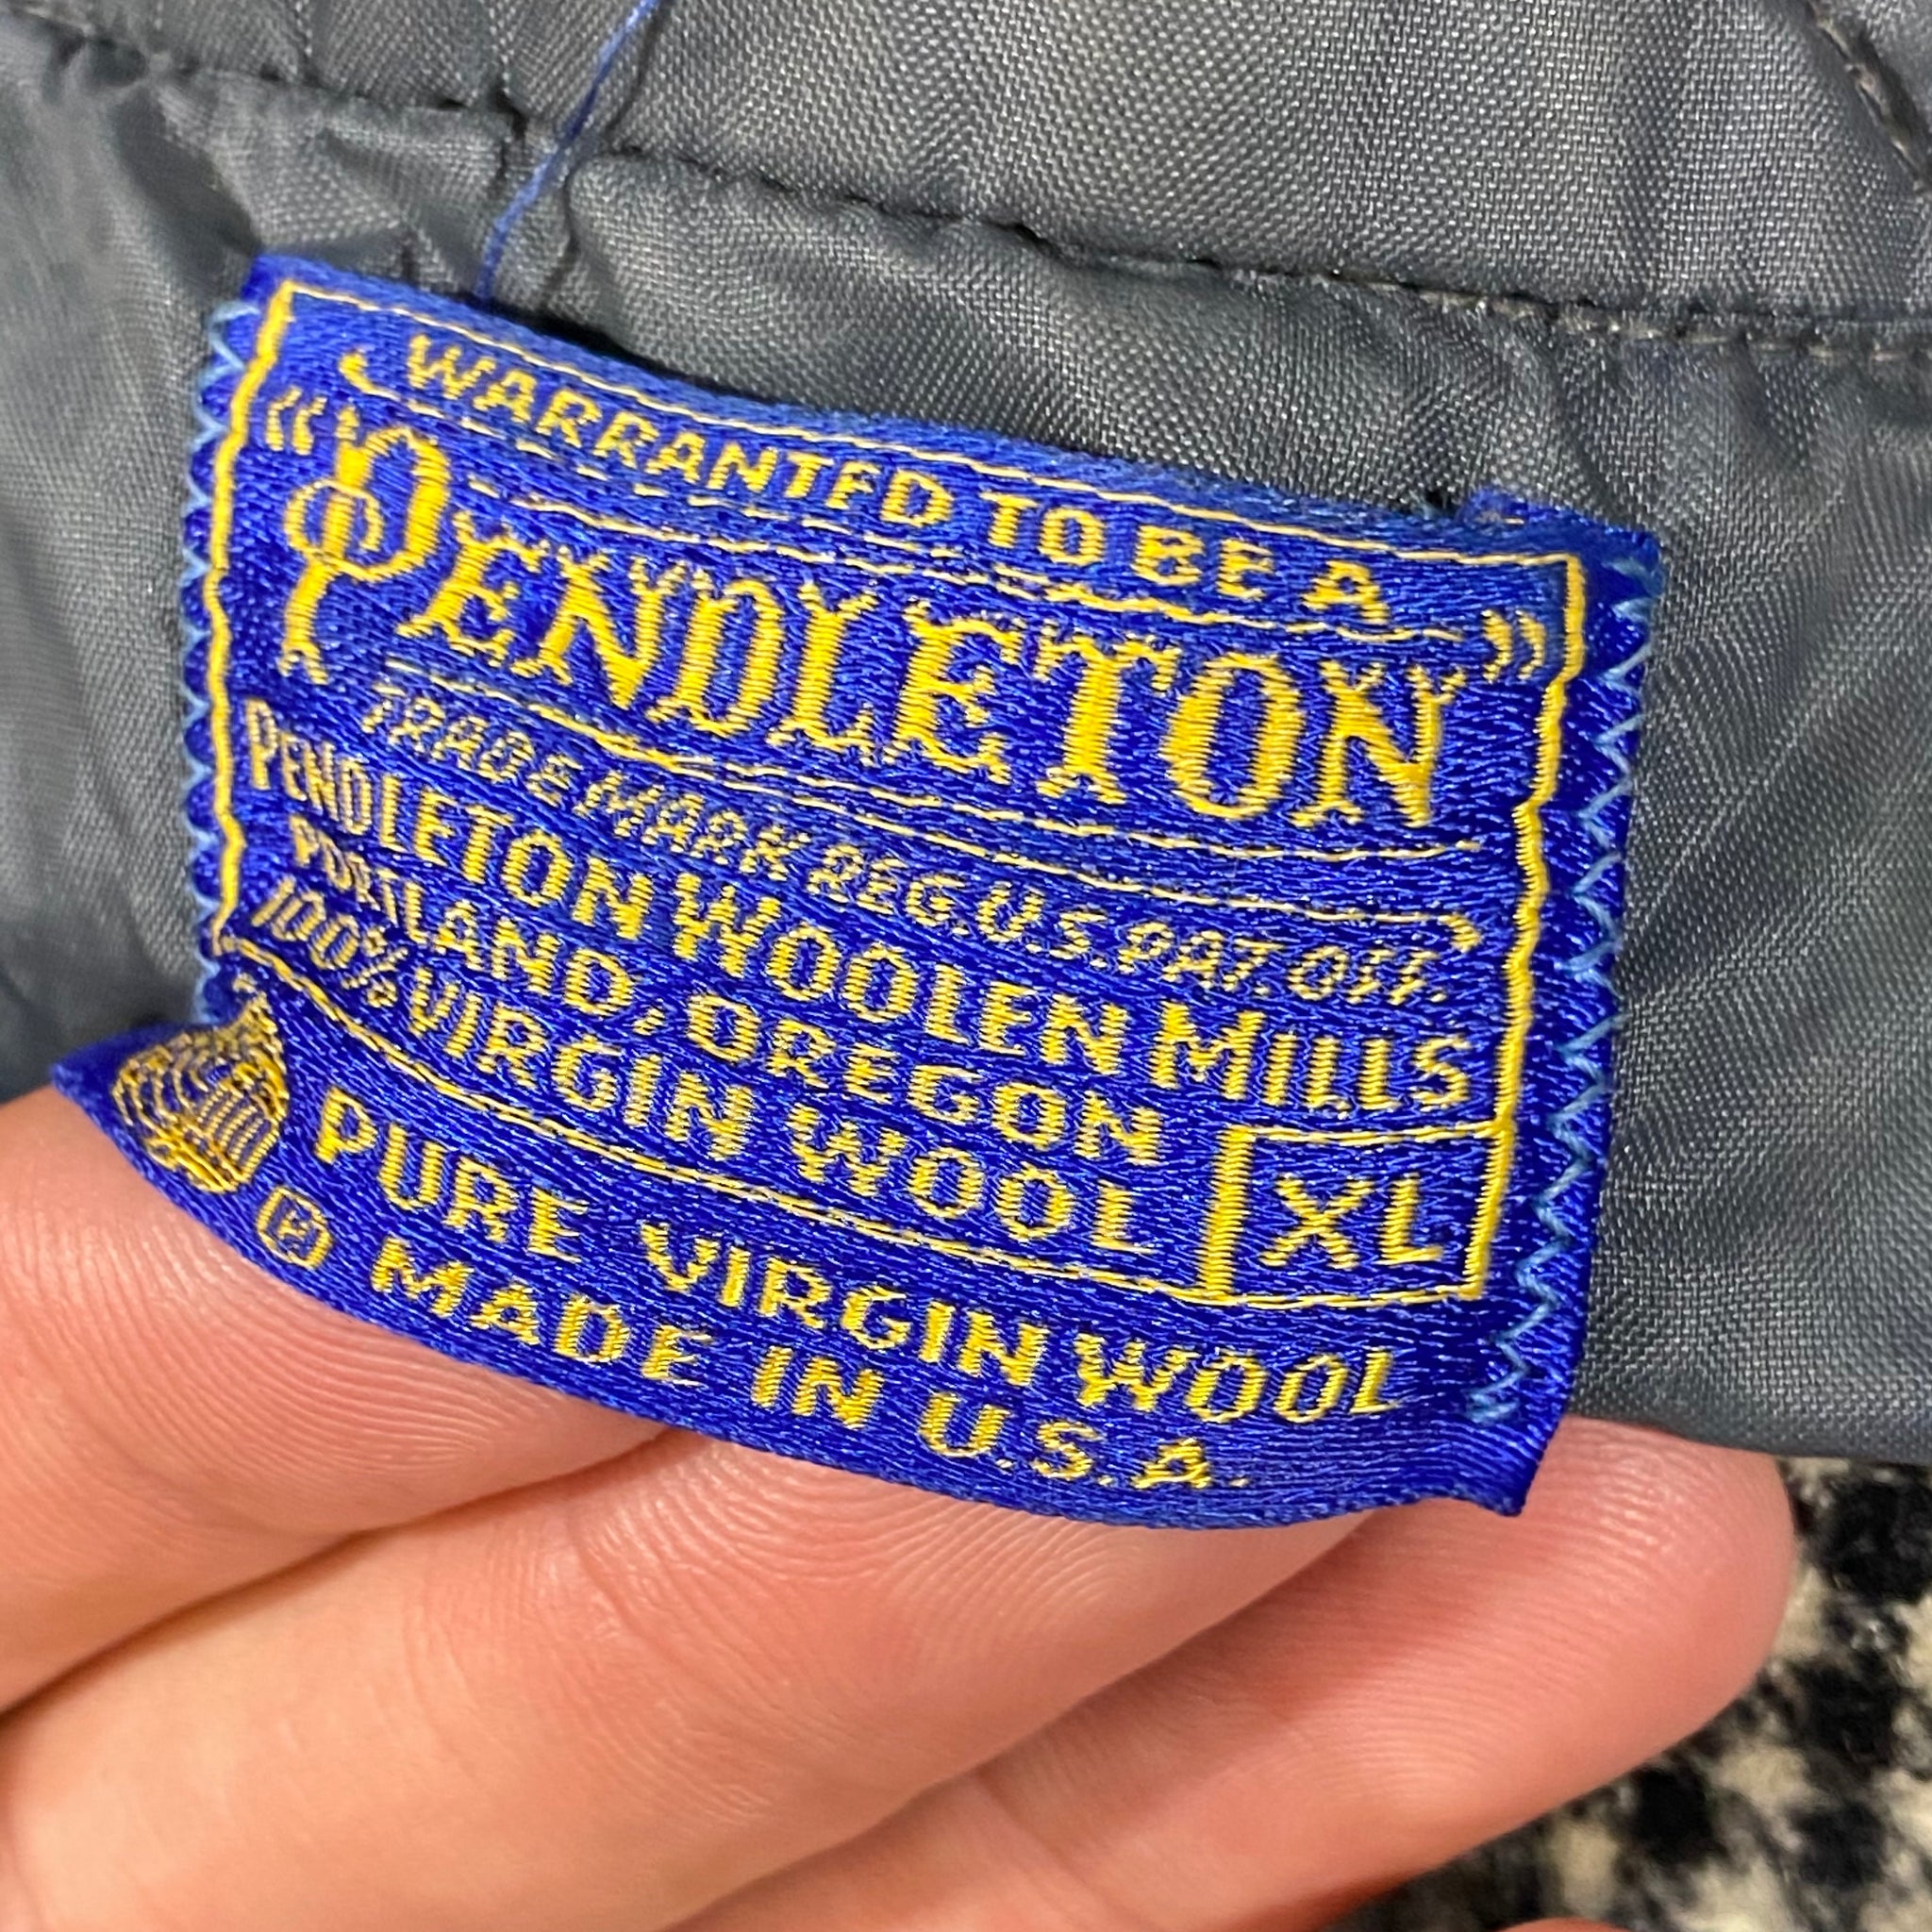 WARRANTED TO BE A
"PENDLETON"
TRADE MARK REG. U.S. PAT. OFF.
PENDLETON WOOLEN MILLS
PORTLAND, OREGON
100% VIRGIN WOOL
XL
PURE VIRGIN WOOL
® MADE IN U.S.A.